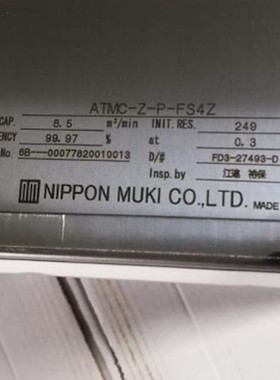 ATMC-Z-P-FS4Z
CAP. 8.5 m³/min INIT. RES. 249
ENCY 99.97 % at 0.3
No. 6B---00077820010013 D/# FD3-27493-D
Insp.by
NIPPON MUKI CO.,LTD. MADE